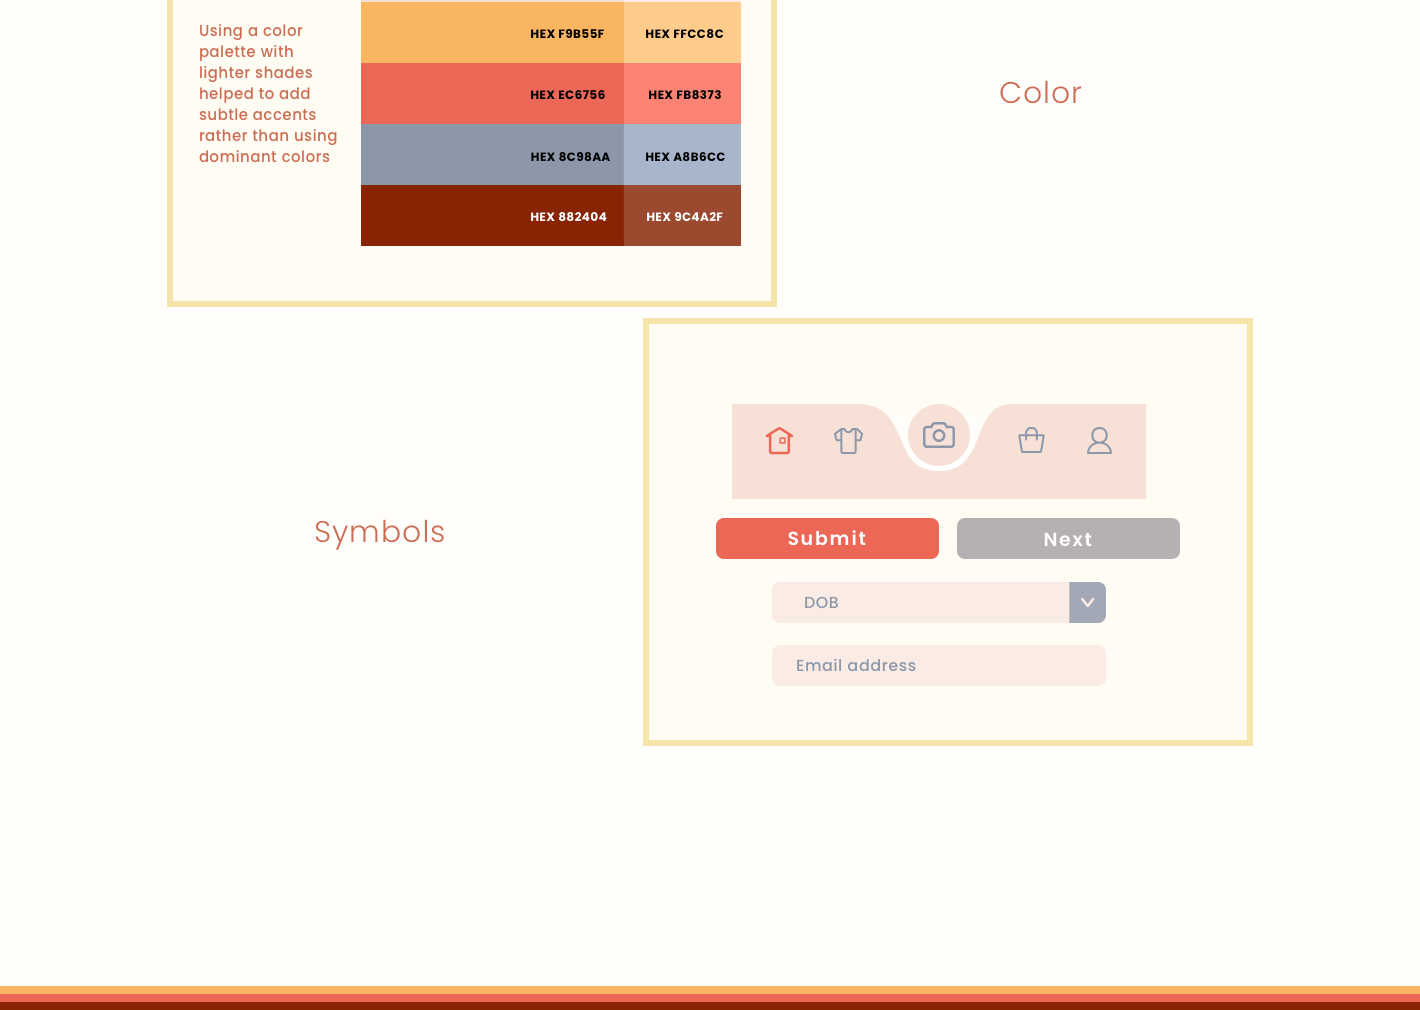 Using a color
palette with
lighter shades
helped to add
subtle accents
rather than using
dominant colors
HEX F9B55F
HEX FFCC8C
HEX EC6756
HEX FB8373
HEX 8C98AA
HEX A8B6CC
HEX 882404
HEX 9C4A2F
Color
Symbols
Submit
Next
DOB
Email address